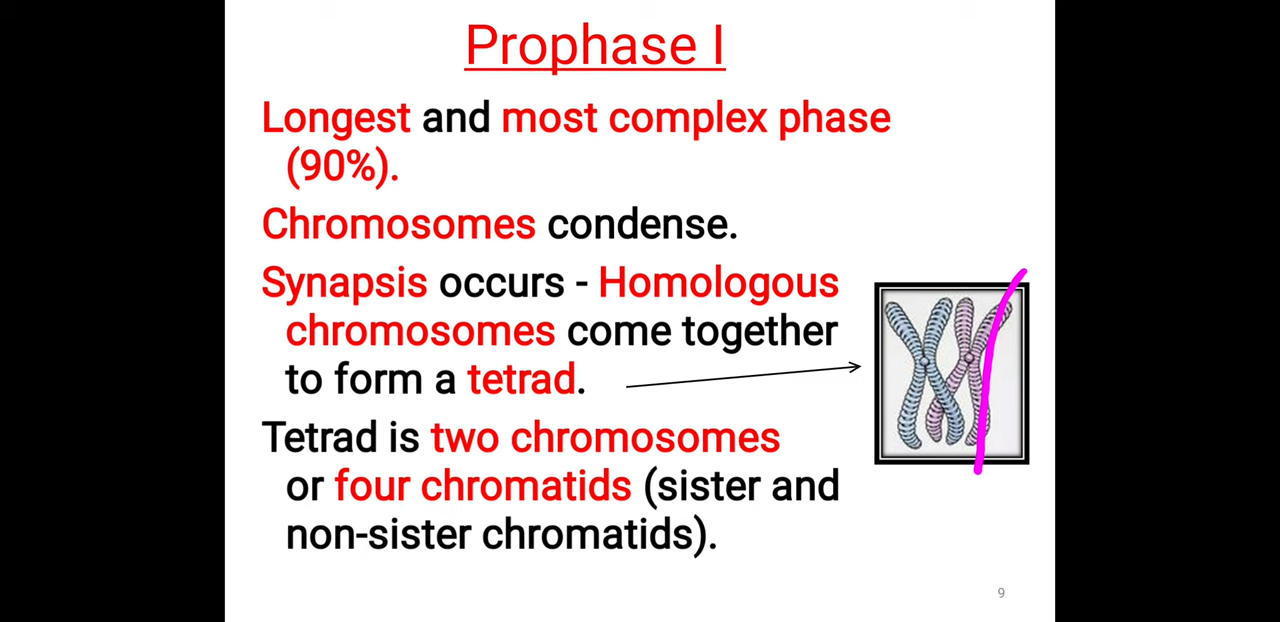 Prophase I
Longest and most complex phase
(90%).
Chromosomes condense.
Synapsis occurs - Homologous
chromosomes come together
to form a tetrad.
Tetrad is two chromosomes
or four chromatids (sister and
non-sister chromatids).
9